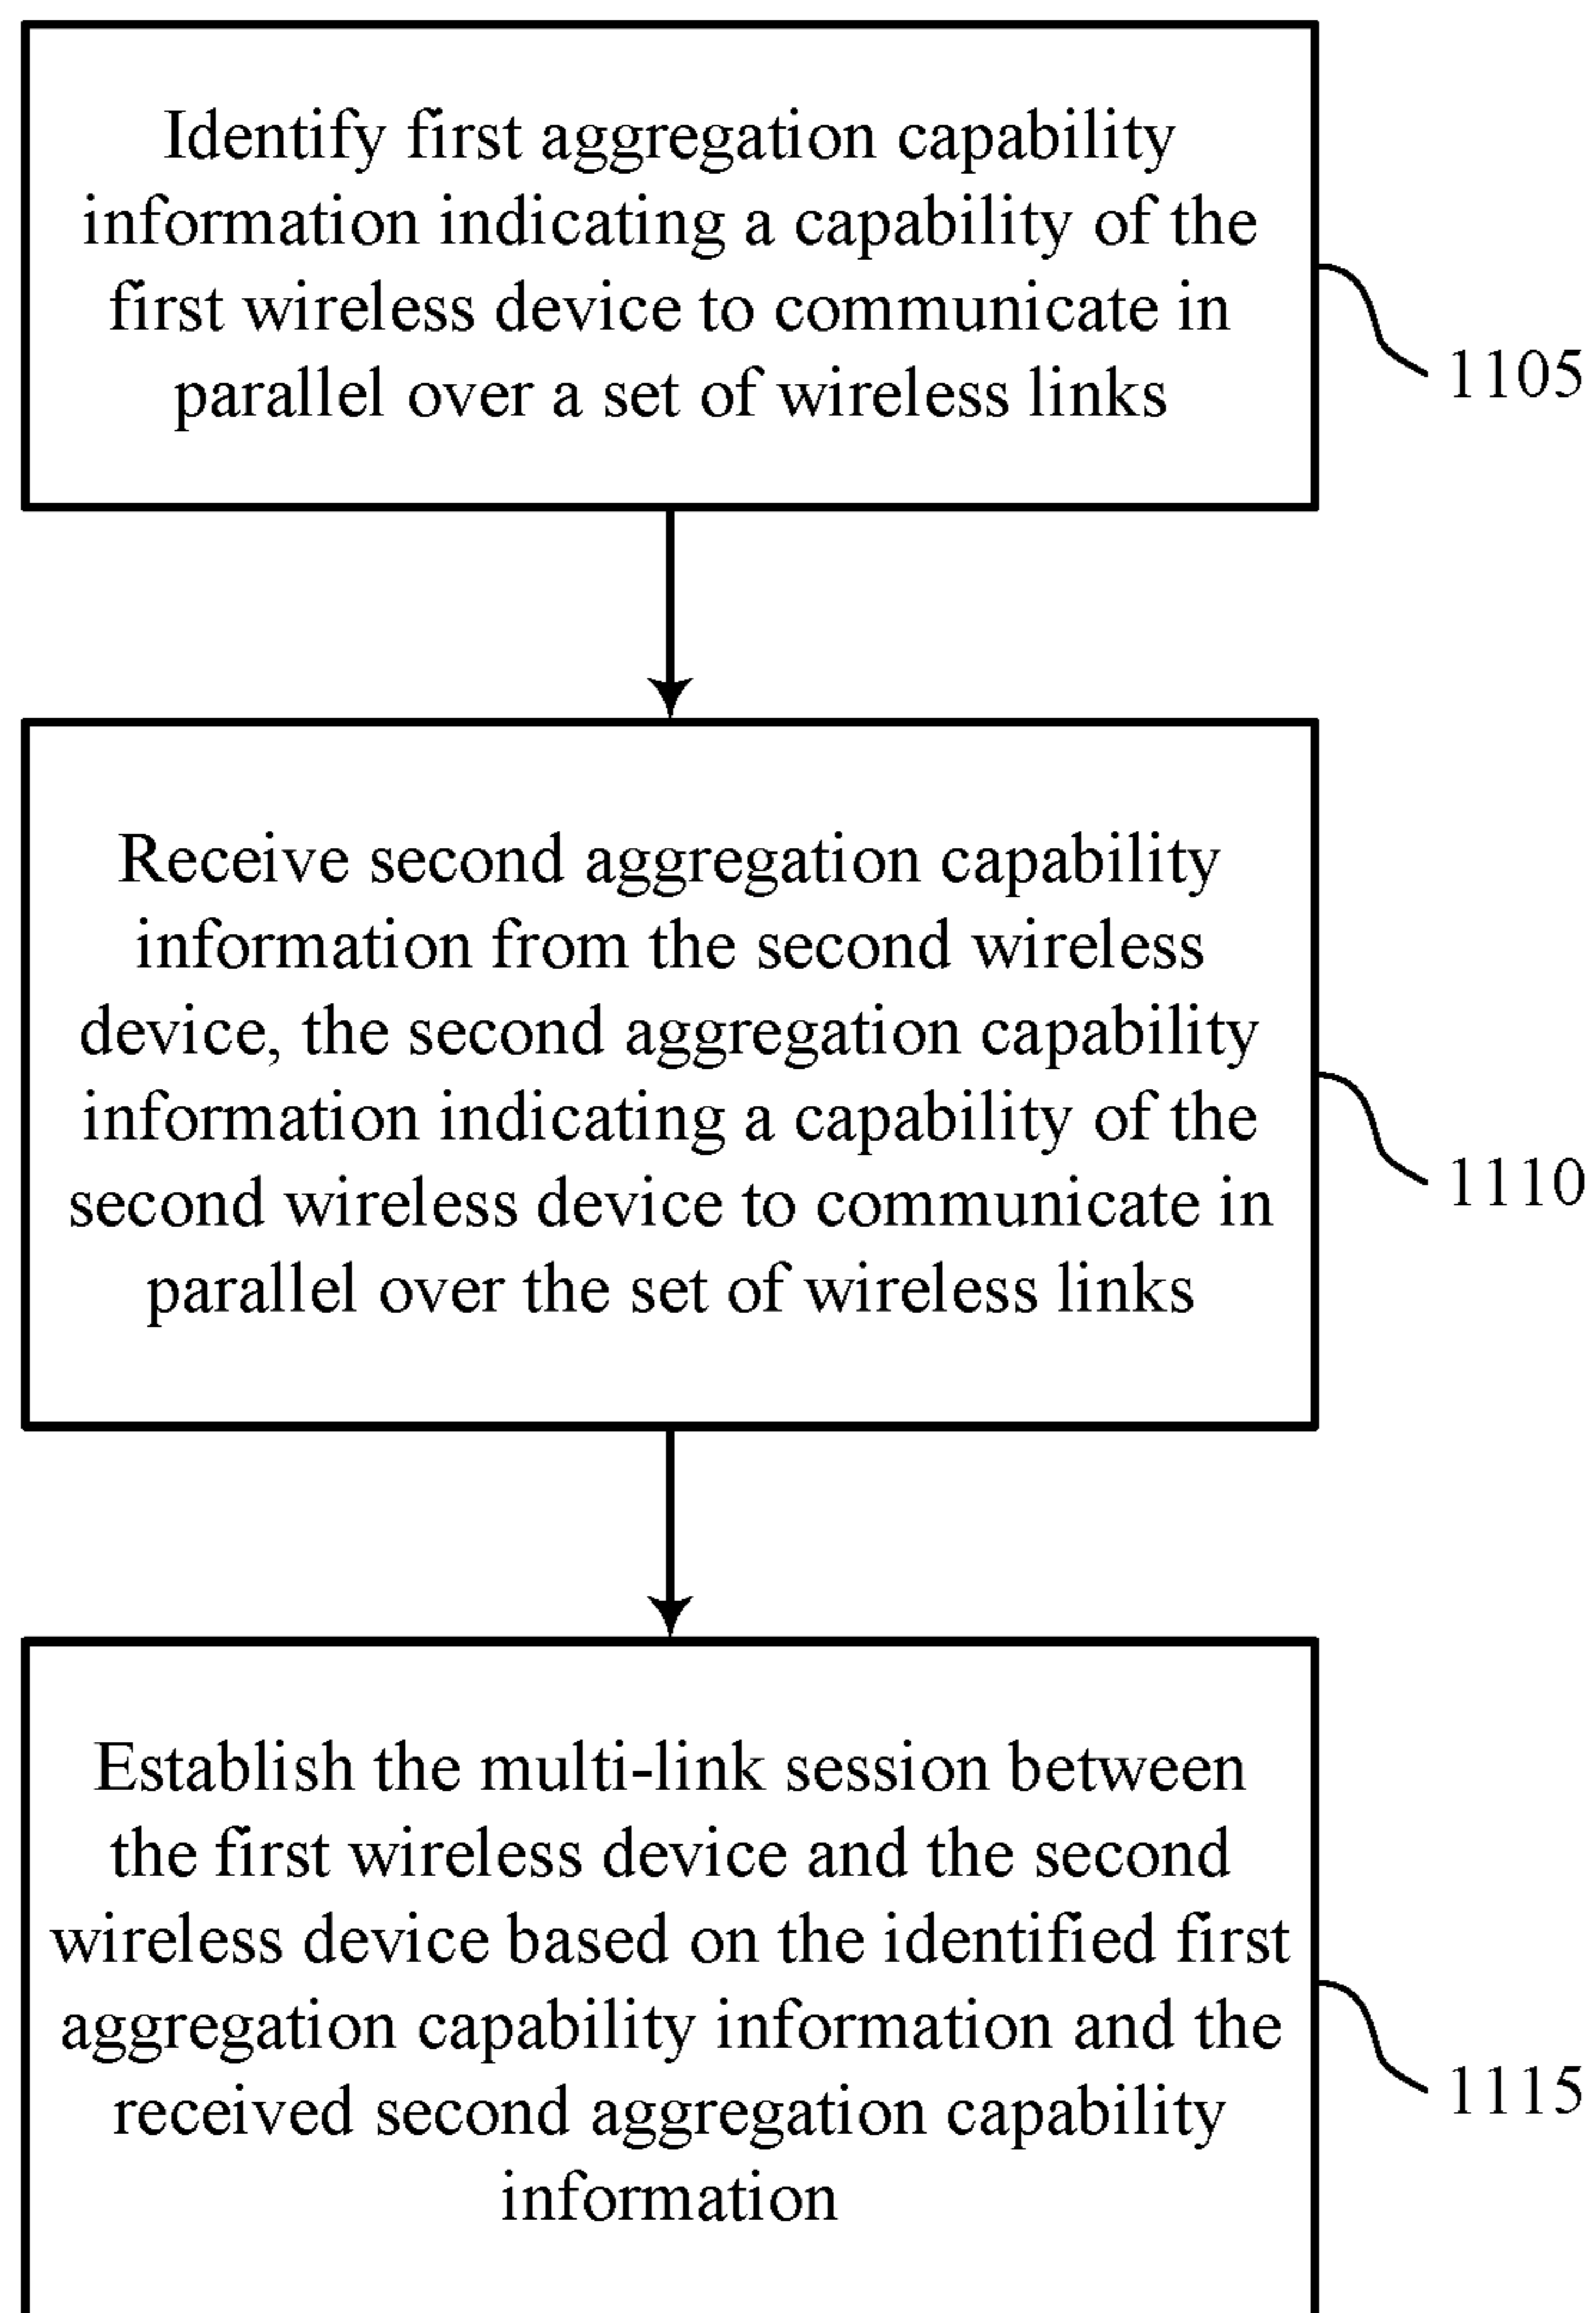 Identify first aggregation capability
information indicating a capability of the
first wireless device to communicate in
parallel over a set of wireless links
1105
Receive second aggregation capability
information from the second wireless
device, the second aggregation capability
information indicating a capability of the
second wireless device to communicate in
parallel over the set of wireless links
1110
Establish the multi-link session between
the first wireless device and the second
wireless device based on the identified first
aggregation capability information and the
received second aggregation capability
information
1115